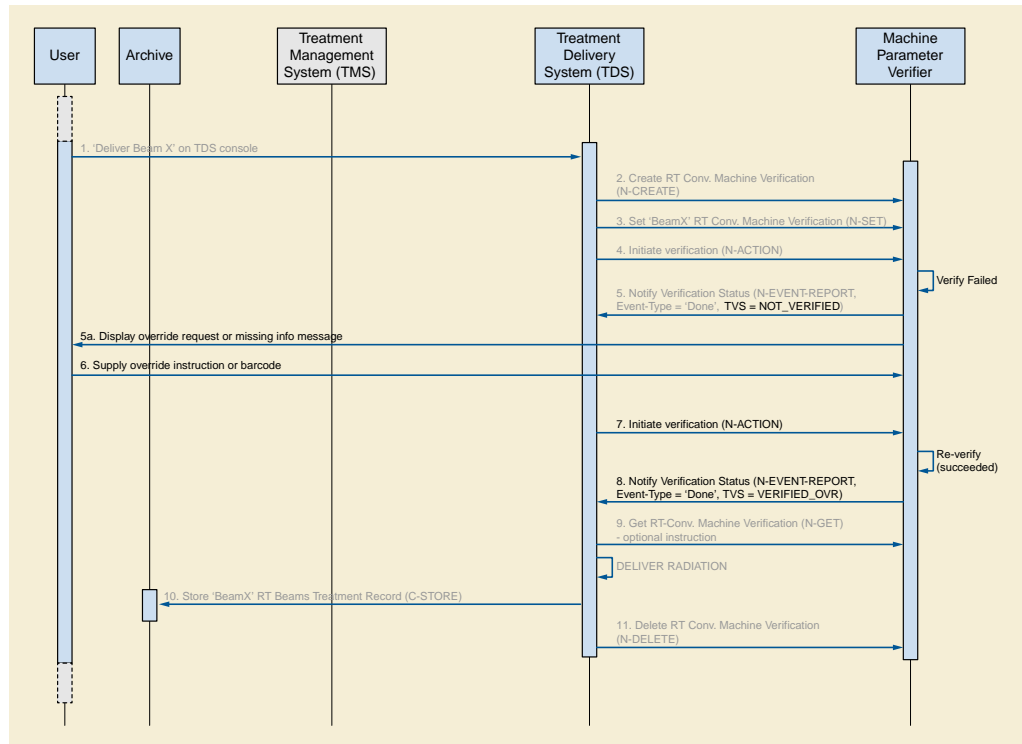 User
Archive
Treatment
Management
System (TMS)
Treatment
Delivery
System (TDS)
Machine
Parameter
Verifier
1. ‘Deliver Beam X’ on TDS console
2. Create RT Conv. Machine Verification
(N-CREATE)
3. Set ‘BeamX’ RT Conv. Machine Verification (N-SET)
4. Initiate verification (N-ACTION)
Verify Failed
5. Notify Verification Status (N-EVENT-REPORT,
Event-Type = ‘Done’, TVS = NOT_VERIFIED)
5a. Display override request or missing info message
6. Supply override instruction or barcode
7. Initiate verification (N-ACTION)
Re-verify
(succeeded)
8. Notify Verification Status (N-EVENT-REPORT,
Event-Type = ‘Done’, TVS = VERIFIED_OVR)
9. Get RT-Conv. Machine Verification (N-GET)
- optional instruction
DELIVER RADIATION
10. Store ‘BeamX’ RT Beams Treatment Record (C-STORE)
11. Delete RT Conv. Machine Verification
(N-DELETE)